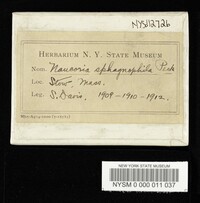 NYSf12726
HERBARIUM N. Y. STATE MUSEUM
NOM: Naucoria sphagnophila Peck
LOC: Stow, Mass.
LEG: S. Davis. 1909-1910-1912.
NEW YORK STATE MUSEUM
NYSM 0 000 011 037